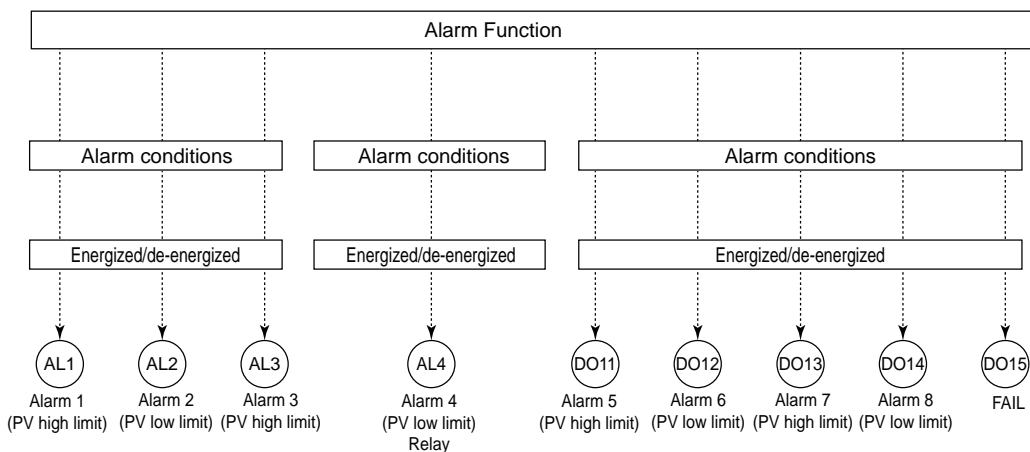 Alarm Function
Alarm conditions
Alarm conditions
Alarm conditions
Energized/de-energized
Energized/de-energized
Energized/de-energized
AL1
AL2
AL3
AL4
DO11
DO12
DO13
DO14
DO15
Alarm 1
(PV high limit)
Alarm 2
(PV low limit)
Alarm 3
(PV high limit)
Alarm 4
(PV low limit)
Relay
Alarm 5
(PV high limit)
Alarm 6
(PV low limit)
Alarm 7
(PV high limit)
Alarm 8
(PV low limit)
FAIL